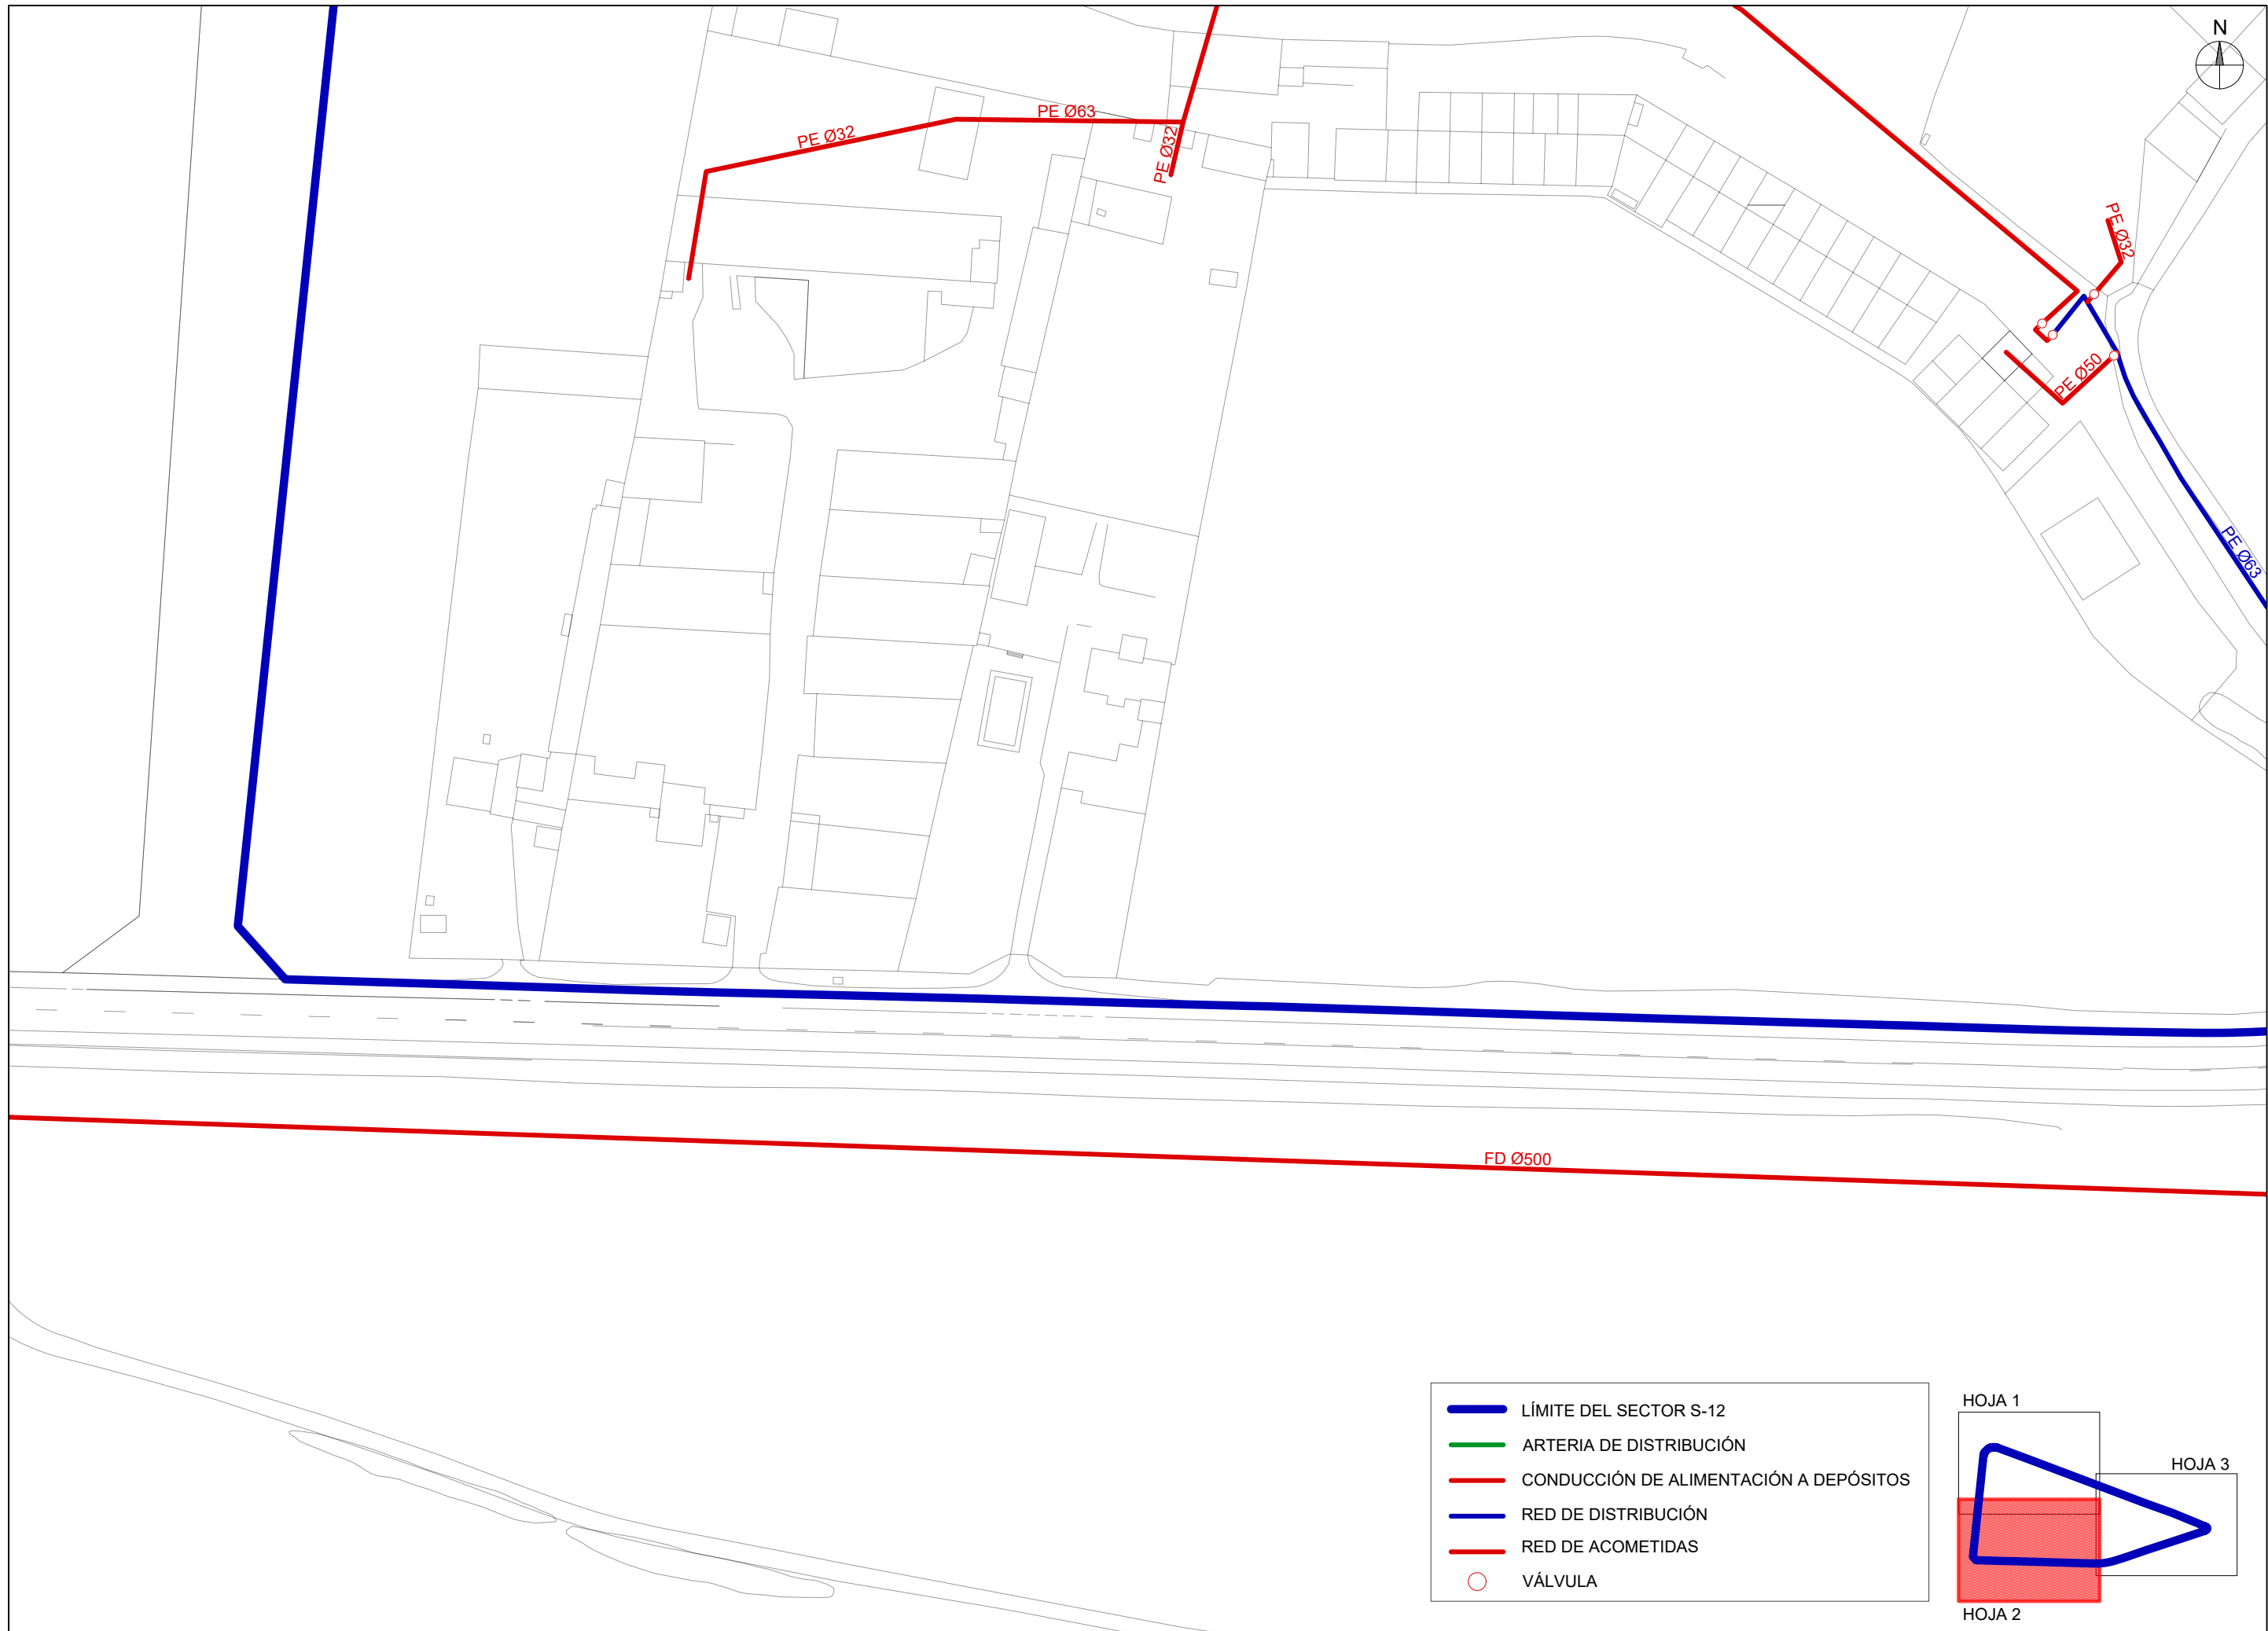 N
PE Ø63
PE Ø32
PE Ø32
PE Ø32
PE Ø50
PE Ø63
FD Ø500
LÍMITE DEL SECTOR S-12
ARTERIA DE DISTRIBUCIÓN
CONDUCCIÓN DE ALIMENTACIÓN A DEPÓSITOS
RED DE DISTRIBUCIÓN
RED DE ACOMETIDAS
VÁLVULA
HOJA 1
HOJA 3
HOJA 2